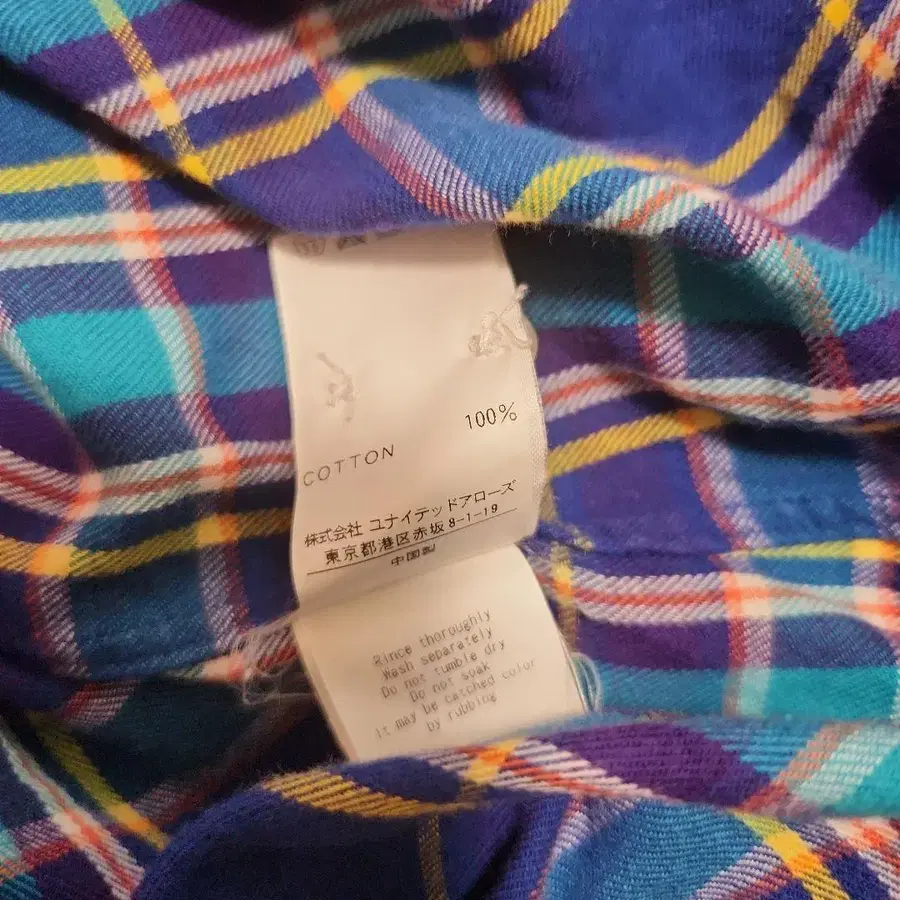 COTTON 100%
株式会社 ユナイテッドアローズ
東京都港区赤坂8-1-19
中国製
Rince thoroughly
Wash separately
Do not tumble dry
Do not soak
it may be catched color
by rubbing